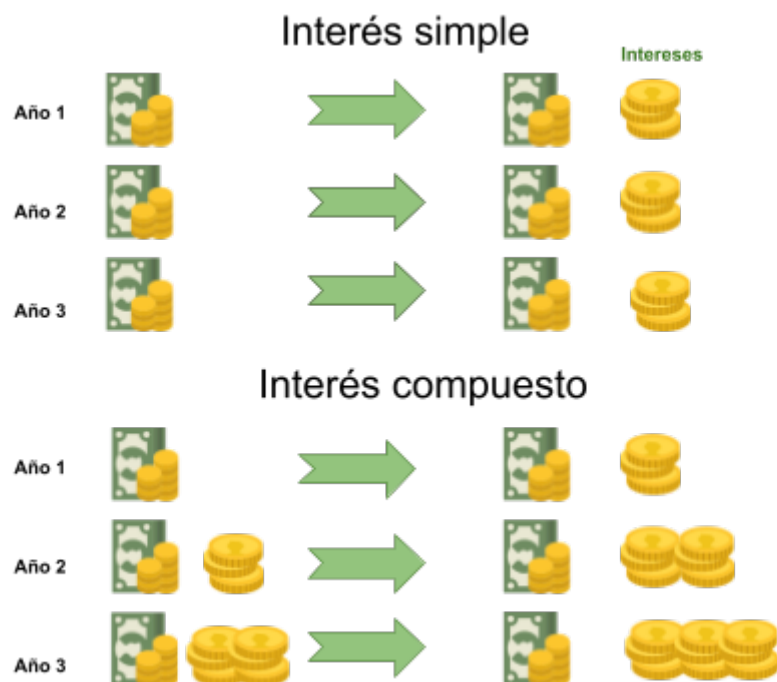 Interés simple
Intereses
Año 1
Año 2
Año 3
Interés compuesto
Año 1
Año 2
Año 3